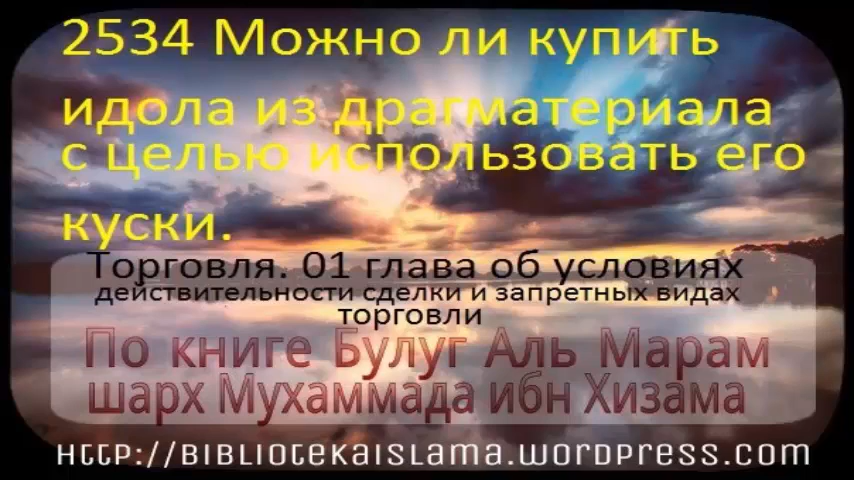 2534 Можно ли купить
идола из драгматериала
с целью использовать его
куски.
Торговля. 01 глава об условиях
действительности сделки и запретных видах
торговли
По книге Булуг Аль Марам
шарх Мухаммада ибн Хизама
http://bibliotekaislama.wordpress.com